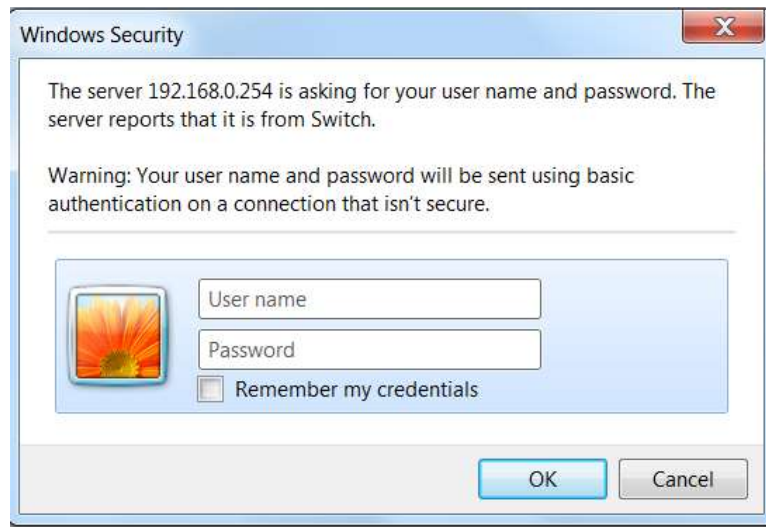 Windows Security
X
The server 192.168.0.254 is asking for your user name and password. The
server reports that it is from Switch.
Warning: Your user name and password will be sent using basic
authentication on a connection that isn't secure.
User name
Password
Remember my credentials
OK
Cancel